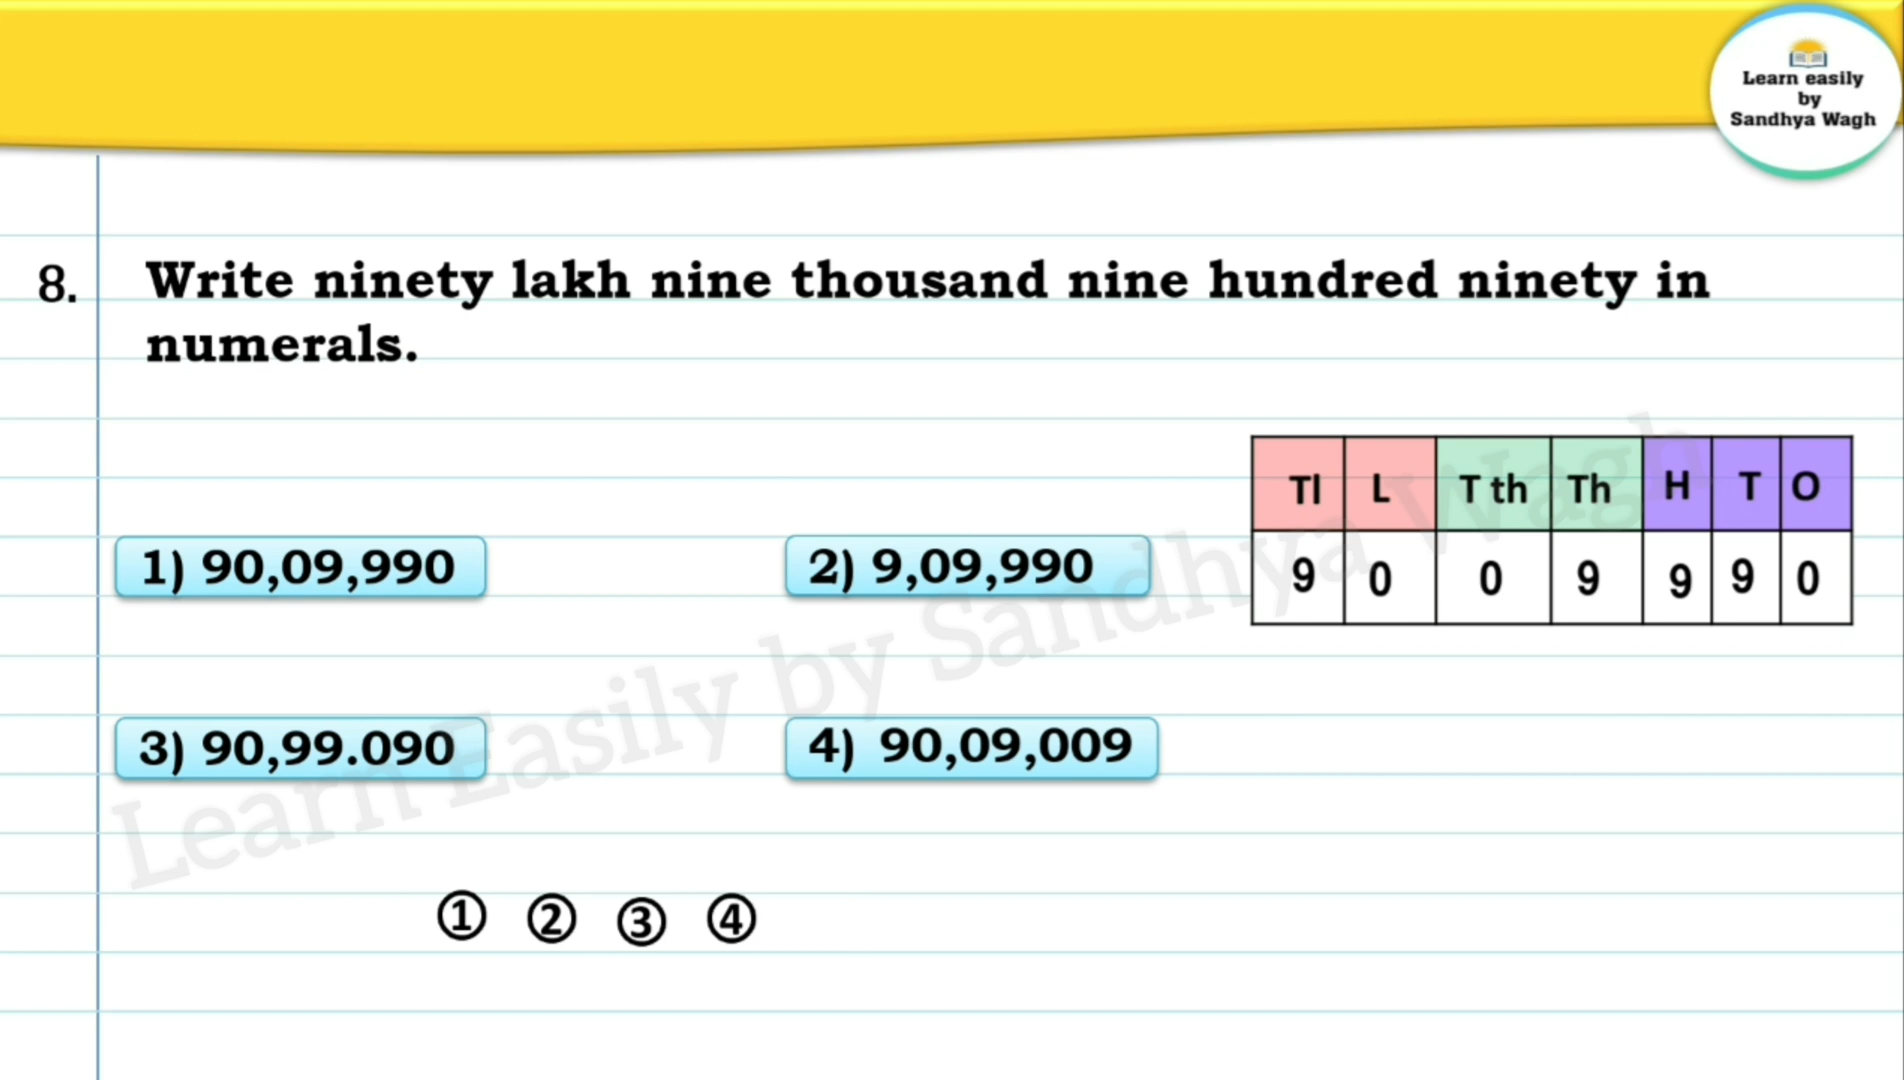 Learn easily
by
Sandhya Wagh
8. Write ninety lakh nine thousand nine hundred ninety in
numerals.
Tl L T th Th H T O
9 0 0 9 9 9 0
1) 90,09,990 2) 9,09,990
3) 90,99.090 4) 90,09,009
Learn Easily by Sandhya Wagh
① ② ③ ④